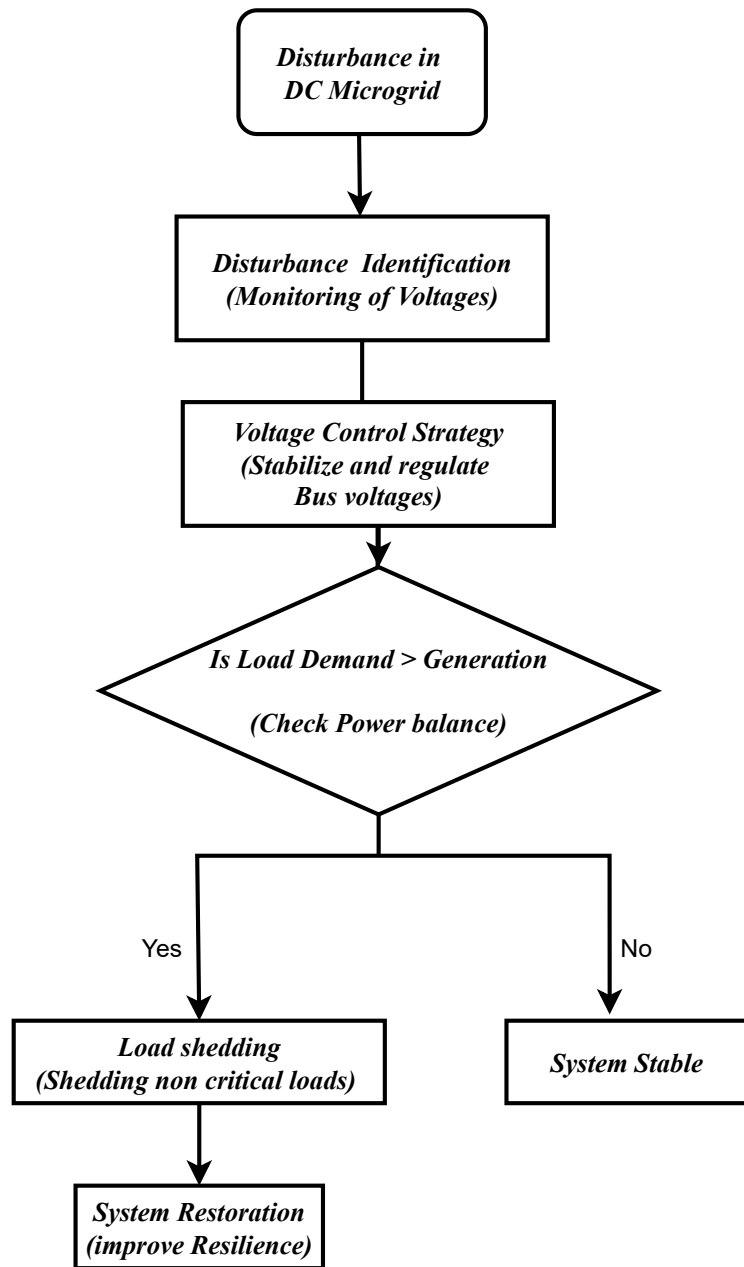 Disturbance in
DC Microgrid
Disturbance Identification
(Monitoring of Voltages)
Voltage Control Strategy
(Stabilize and regulate
Bus voltages)
Is Load Demand > Generation
(Check Power balance)
Yes
No
Load shedding
(Shedding non critical loads)
System Stable
System Restoration
(improve Resilience)